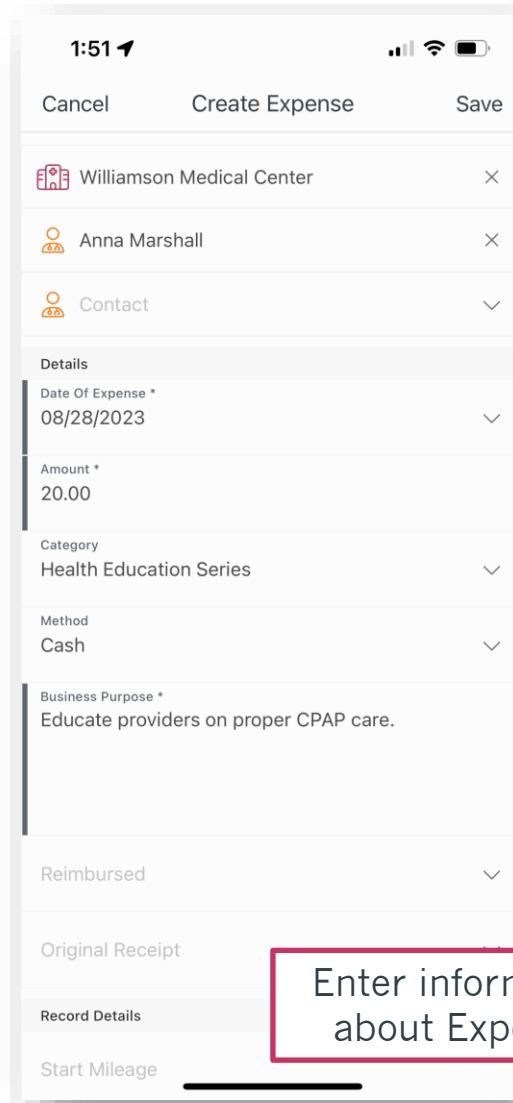 1:51
Cancel Create Expense Save
Williamson Medical Center
Anna Marshall
Contact
Details
Date Of Expense *
08/28/2023
Amount *
20.00
Category
Health Education Series
Method
Cash
Business Purpose *
Educate providers on proper CPAP care.
Reimbursed
Original Receipt
Enter
about
Record Details
Start Mileage